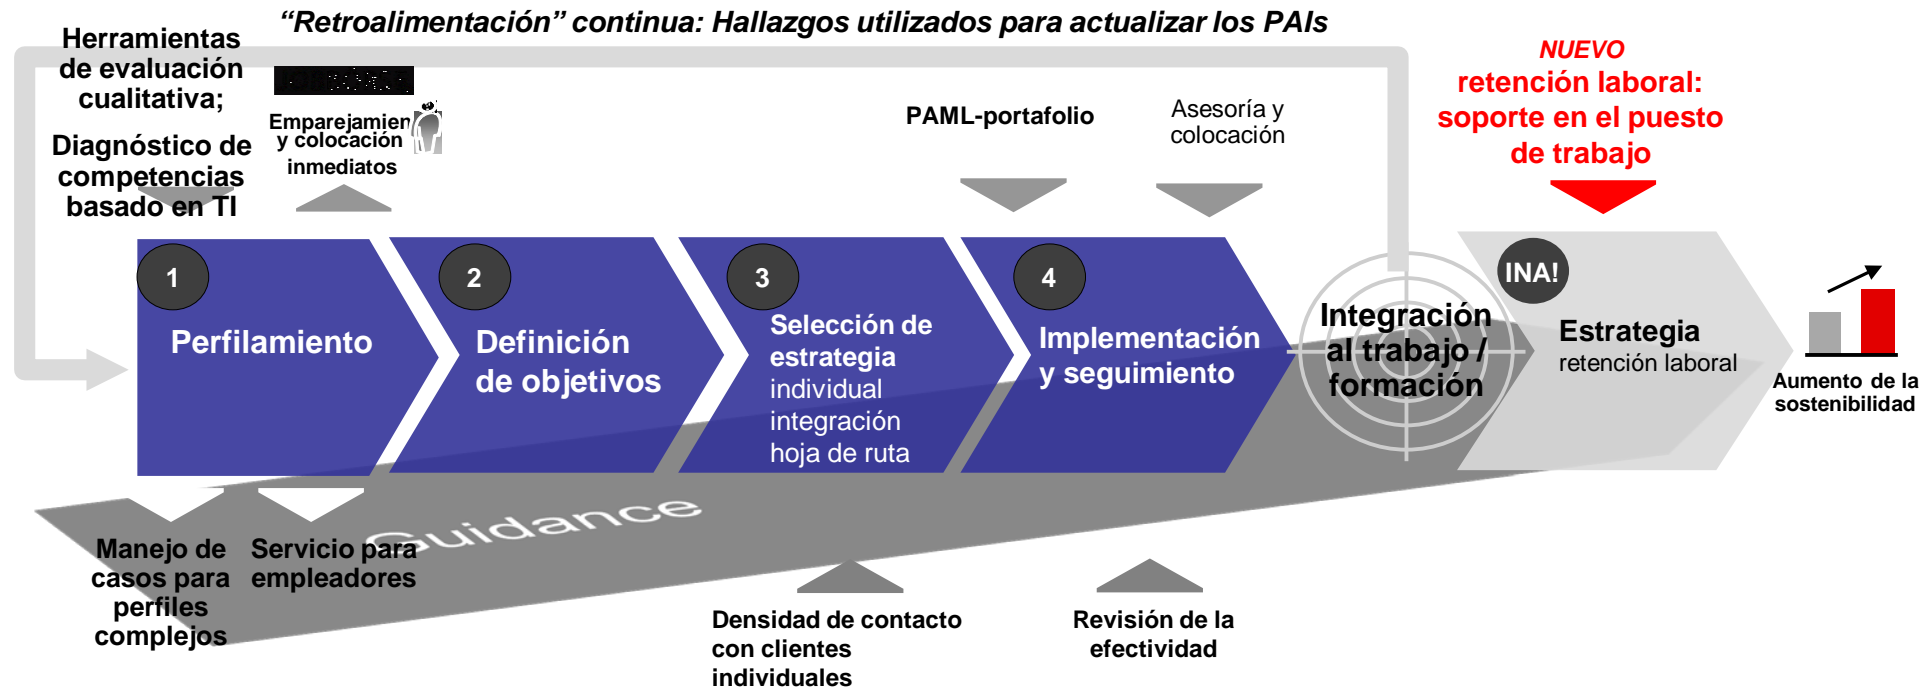 “Retroalimentación” continua: Hallazgos utilizados para actualizar los PAIs
Herramientas
de evaluación
cualitativa;
Diagnóstico de
competencias
basado en TI
Emparejamien
y colocación
inmediatos
PAML-portafolio
Asesoría y
colocación
NUEVO
retención laboral:
soporte en el puesto
de trabajo
1
Perfilamiento
2
Definición
de objetivos
3
Selección de
estrategia
individual
integración
hoja de ruta
4
Implementación
y seguimiento
Integración
al trabajo /
formación
INA!
Estrategia
retención laboral
Aumento de la
sostenibilidad
Guidance
Manejo de
casos para
perfiles
complejos
Servicio para
empleadores
Densidad de contacto
con clientes
individuales
Revisión de la
efectividad